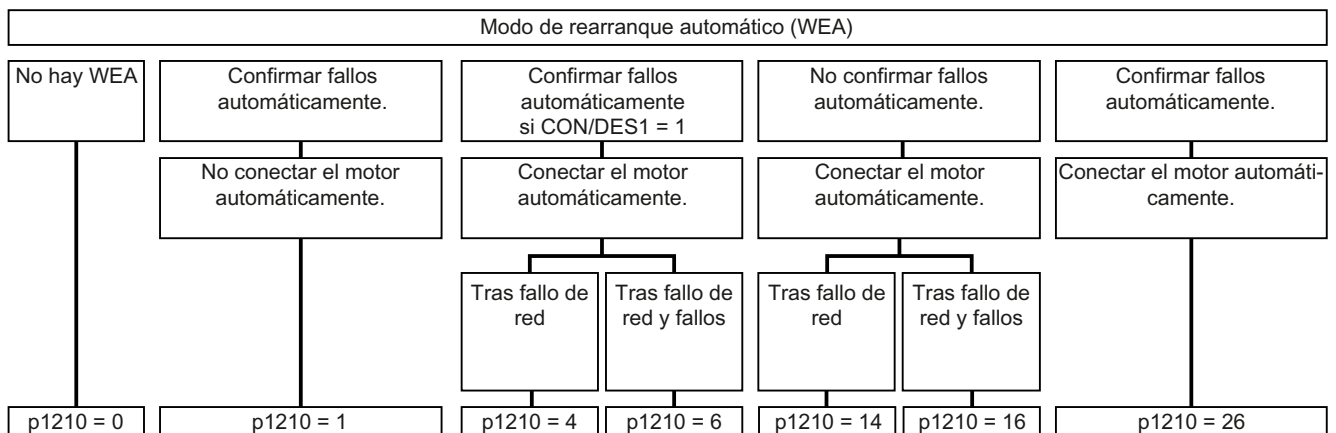 Modo de rearranque automático (WEA)
No hay WEA
Confirmar fallos
automáticamente.
Confirmar fallos
automáticamente
si CON/DES1 = 1
No confirmar fallos
automáticamente.
Confirmar fallos
automáticamente.
No conectar el motor
automáticamente.
Conectar el motor
automáticamente.
Conectar el motor
automáticamente.
Conectar el motor automáti-
camente.
Tras fallo de
red
Tras fallo de
red y fallos
Tras fallo de
red
Tras fallo de
red y fallos
p1210 = 0
p1210 = 1
p1210 = 4
p1210 = 6
p1210 = 14
p1210 = 16
p1210 = 26